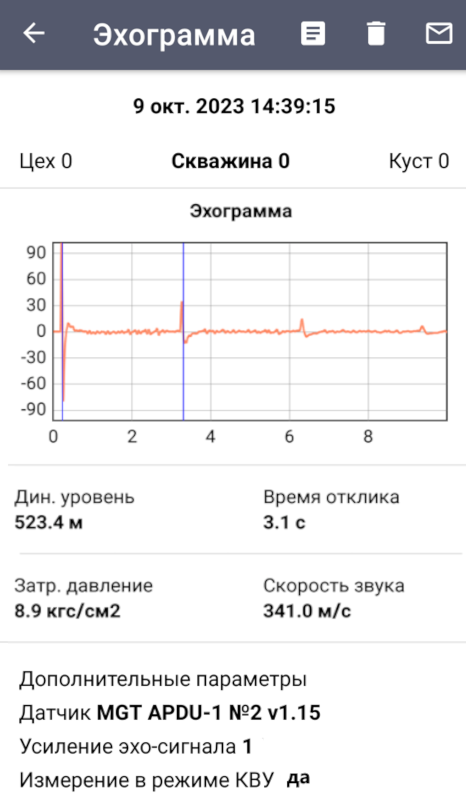 Эхограмма
9 окт. 2023 14:39:15
Цех 0 Скважина 0 Куст 0
Эхограмма
90
60
30
0
-30
-60
-90
0 2 4 6 8
Дин. уровень Время отклика
523.4 м 3.1 с
Затр. давление Скорость звука
8.9 кгс/см2 341.0 м/с
Дополнительные параметры
Датчик MGT APDU-1 №2 v1.15
Усиление эхо-сигнала 1
Измерение в режиме КВУ да